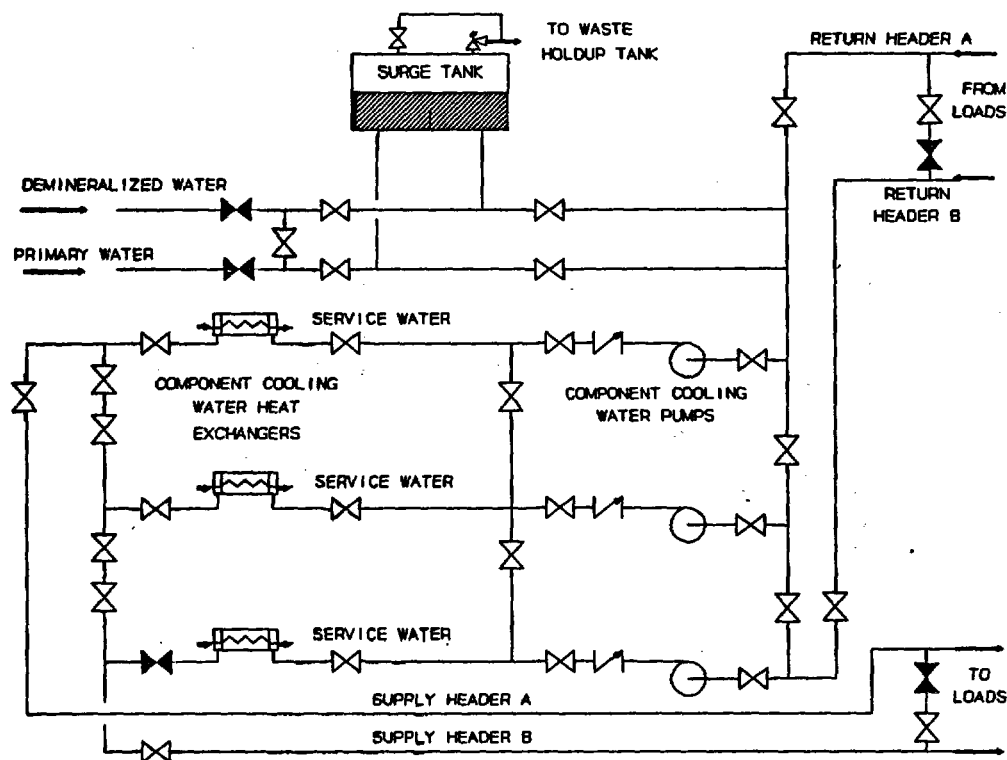 TO WASTE
HOLDUP TANK
SURGE TANK
RETURN HEADER A
FROM
LOADS
RETURN
HEADER B
DEMINERALIZED WATER
PRIMARY WATER
SERVICE WATER
COMPONENT COOLING
WATER HEAT
EXCHANGERS
COMPONENT COOLING
WATER PUMPS
SERVICE WATER
SERVICE WATER
SUPPLY HEADER A
TO
LOADS
SUPPLY HEADER B